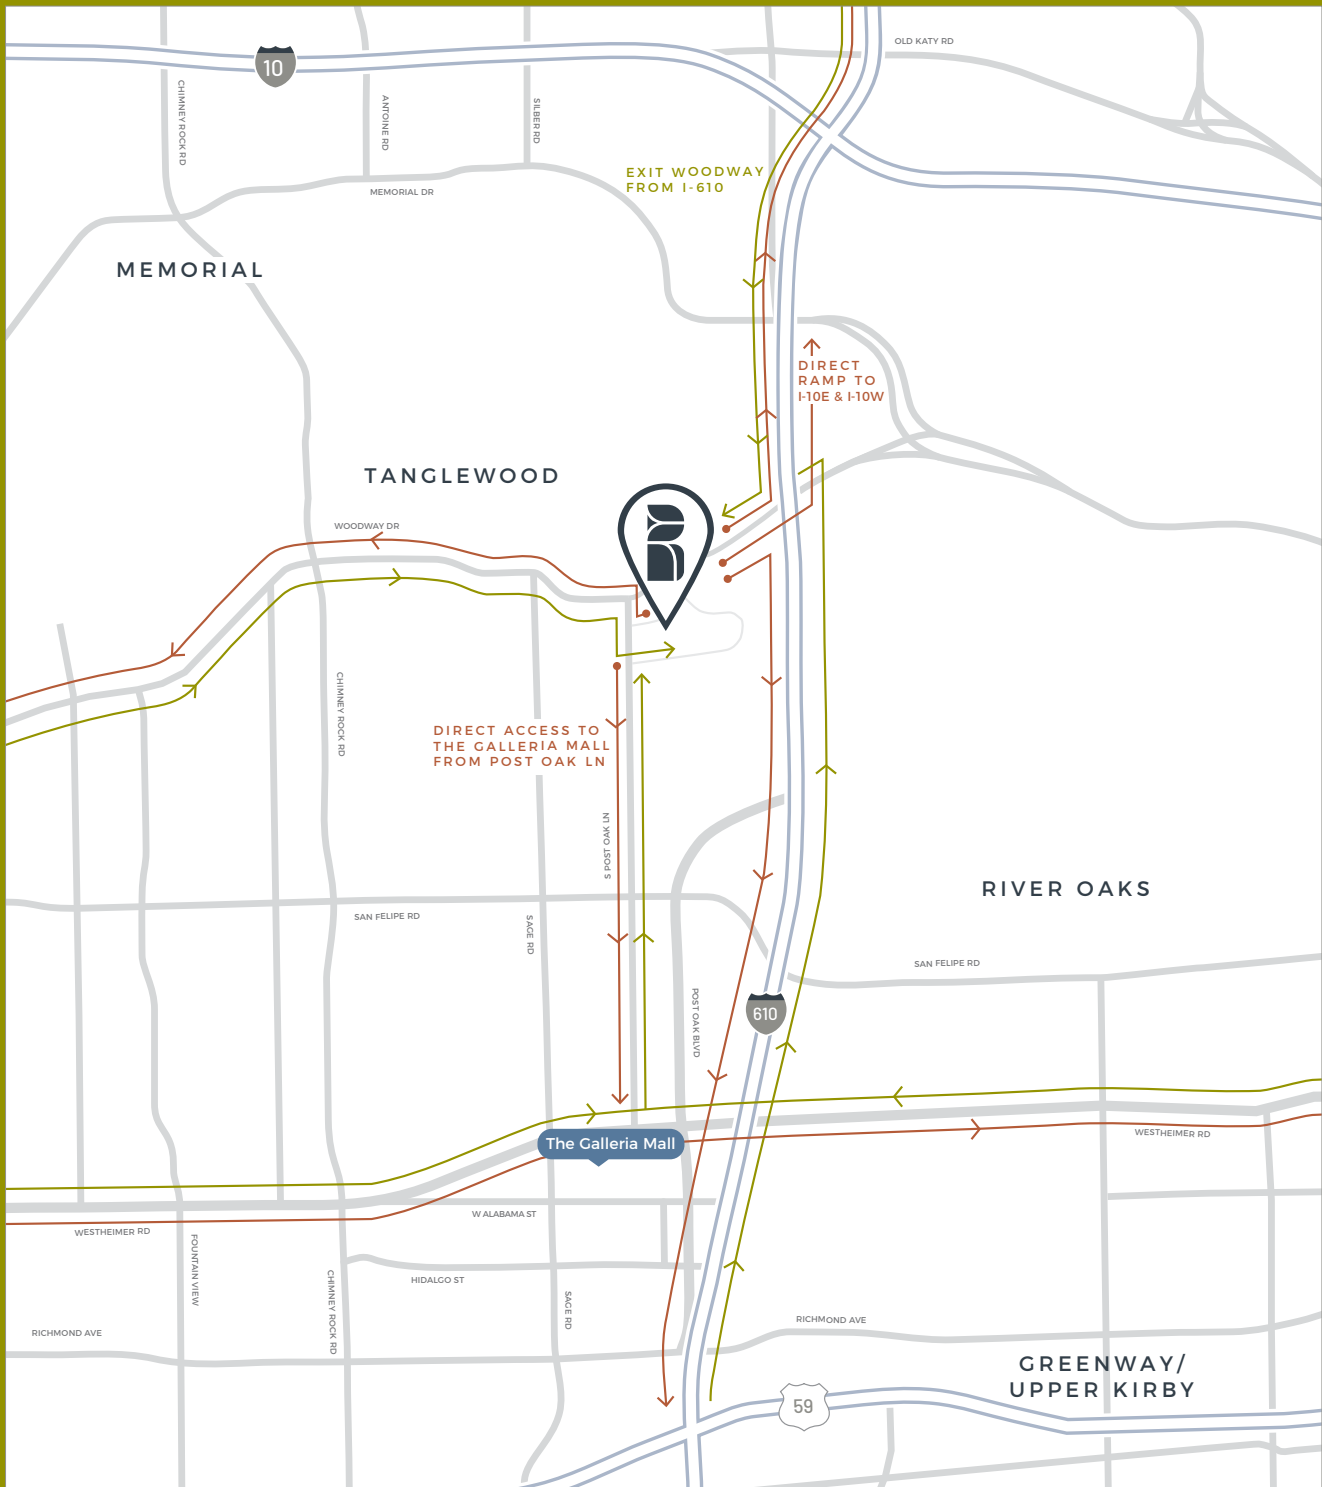 OLD KATY RD
10
CHIMNEY ROCK RD
ANTOINE RD
SILBER RD
EXIT WOODWAY
FROM I-610
MEMORIAL DR
MEMORIAL
DIRECT
RAMP TO
I-10E & I-10W
TANGLEWOOD
WOODWAY DR
CHIMNEY ROCK RD
DIRECT ACCESS TO
THE GALLERIA MALL
FROM POST OAK LN
S POST OAK LN
RIVER OAKS
SAN FELIPE RD
SAGE RD
SAN FELIPE RD
POST OAK BLVD
610
The Galleria Mall
WESTHEIMER RD
W ALABAMA ST
WESTHEIMER RD
FOUNTAIN VIEW
CHIMNEY ROCK RD
HIDALGO ST
SAGE RD
RICHMOND AVE
RICHMOND AVE
GREENWAY/
UPPER KIRBY
59